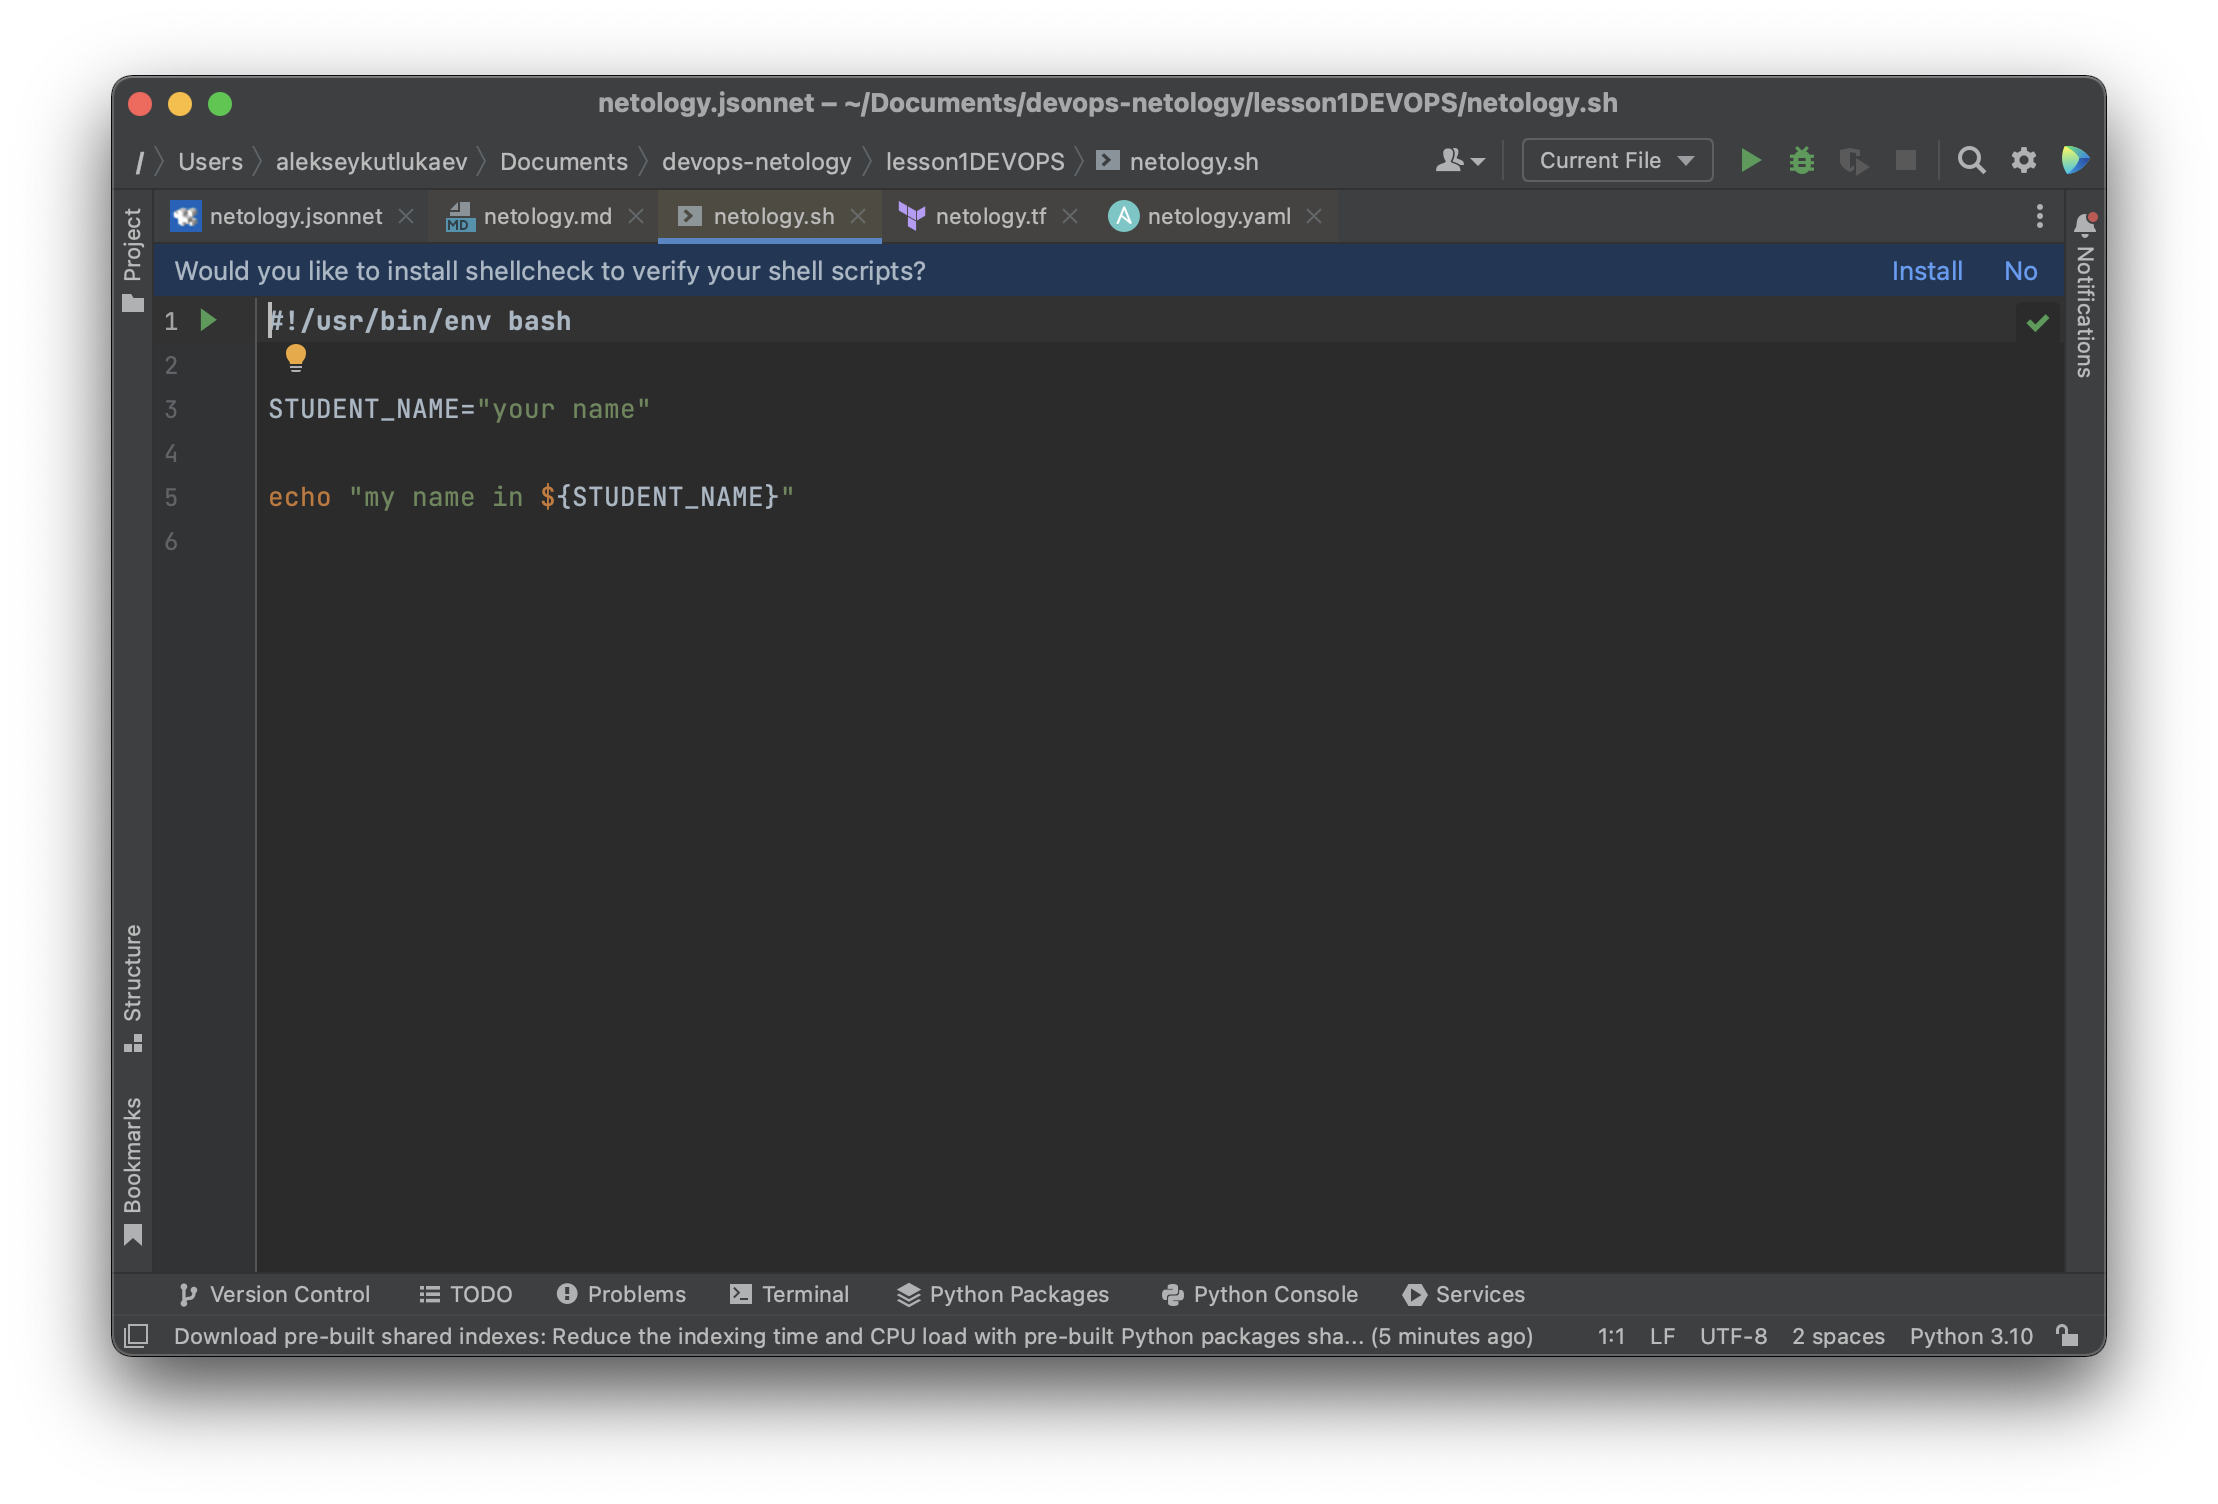 netology.jsonnet – ~/Documents/devops-netology/lesson1DEVOPS/netology.sh
/ Users alekseykutlukaev Documents devops-netology lesson1DEVOPS netology.sh Current File
netology.jsonnet MD netology.md netology.sh netology.tf A netology.yaml
Project
Would you like to install shellcheck to verify your shell scripts? Install No
Notifications
1 #!/usr/bin/env bash
2
3 STUDENT_NAME="your name"
4
5 echo "my name in ${STUDENT_NAME}"
6
Structure
Bookmarks
Version Control TODO Problems Terminal Python Packages Python Console Services
Download pre-built shared indexes: Reduce the indexing time and CPU load with pre-built Python packages sha... (5 minutes ago) 1:1 LF UTF-8 2 spaces Python 3.10